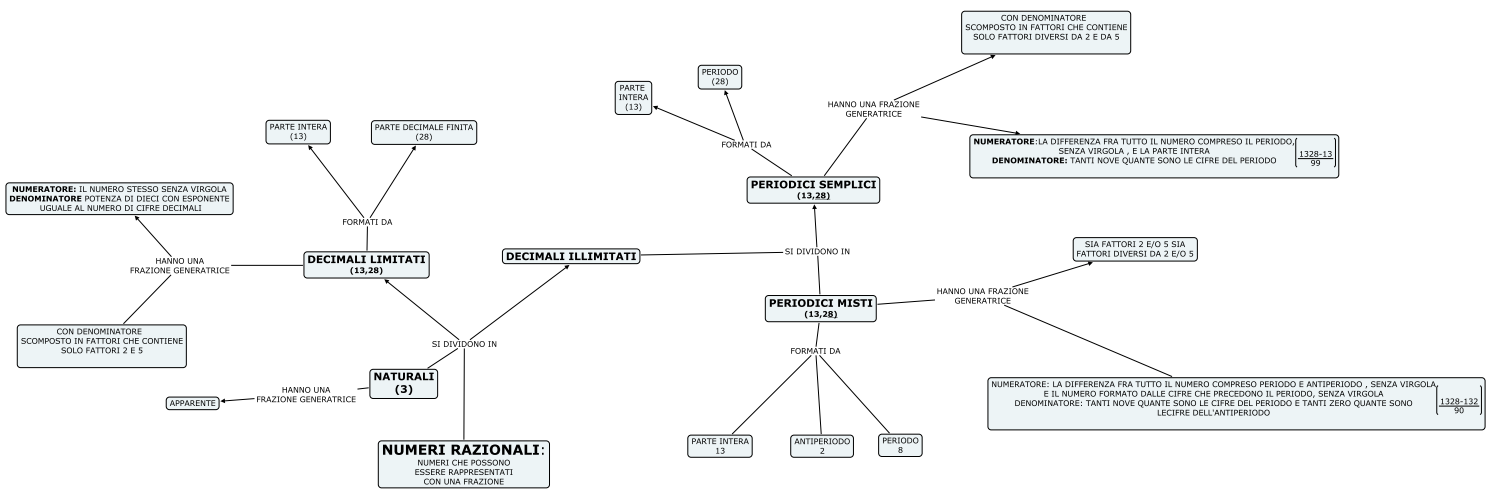 CON DENOMINATORE
SCOMPOSTO IN FATTORI CHE CONTIENE
SOLO FATTORI DIVERSI DA 2 E DA 5
PERIODO
(28)
PARTE
INTERA
(13)
HANNO UNA FRAZIONE
GENERATRICE
PARTE INTERA
(13)
PARTE DECIMALE FINITA
(28)
FORMATI DA
NUMERATORE:LA DIFFERENZA FRA TUTTO IL NUMERO COMPRESO IL PERIODO,
SENZA VIRGOLA , E LA PARTE INTERA
DENOMINATORE: TANTI NOVE QUANTE SONO LE CIFRE DEL PERIODO
1328-13
99
PERIODICI SEMPLICI
(13,28)
NUMERATORE: IL NUMERO STESSO SENZA VIRGOLA
DENOMINATORE POTENZA DI DIECI CON ESPONENTE
UGUALE AL NUMERO DI CIFRE DECIMALI
FORMATI DA
HANNO UNA
FRAZIONE GENERATRICE
DECIMALI LIMITATI
(13,28)
DECIMALI ILLIMITATI
SI DIVIDONO IN
SIA FATTORI 2 E/O 5 SIA
FATTORI DIVERSI DA 2 E/O 5
PERIODICI MISTI
(13,28)
HANNO UNA FRAZIONE
GENERATRICE
CON DENOMINATORE
SCOMPOSTO IN FATTORI CHE CONTIENE
SOLO FATTORI 2 E 5
SI DIVIDONO IN
FORMATI DA
NATURALI
(3)
HANNO UNA
FRAZIONE GENERATRICE
APPARENTE
NUMERATORE: LA DIFFERENZA FRA TUTTO IL NUMERO COMPRESO PERIODO E ANTIPERIODO , SENZA VIRGOLA,
E IL NUMERO FORMATO DALLE CIFRE CHE PRECEDONO IL PERIODO, SENZA VIRGOLA
DENOMINATORE: TANTI NOVE QUANTE SONO LE CIFRE DEL PERIODO E TANTI ZERO QUANTE SONO
LECIFRE DELL'ANTIPERIODO
1328-132
90
PARTE INTERA
13
ANTIPERIODO
2
PERIODO
8
NUMERI RAZIONALI:
NUMERI CHE POSSONO
ESSERE RAPPRESENTATI
CON UNA FRAZIONE